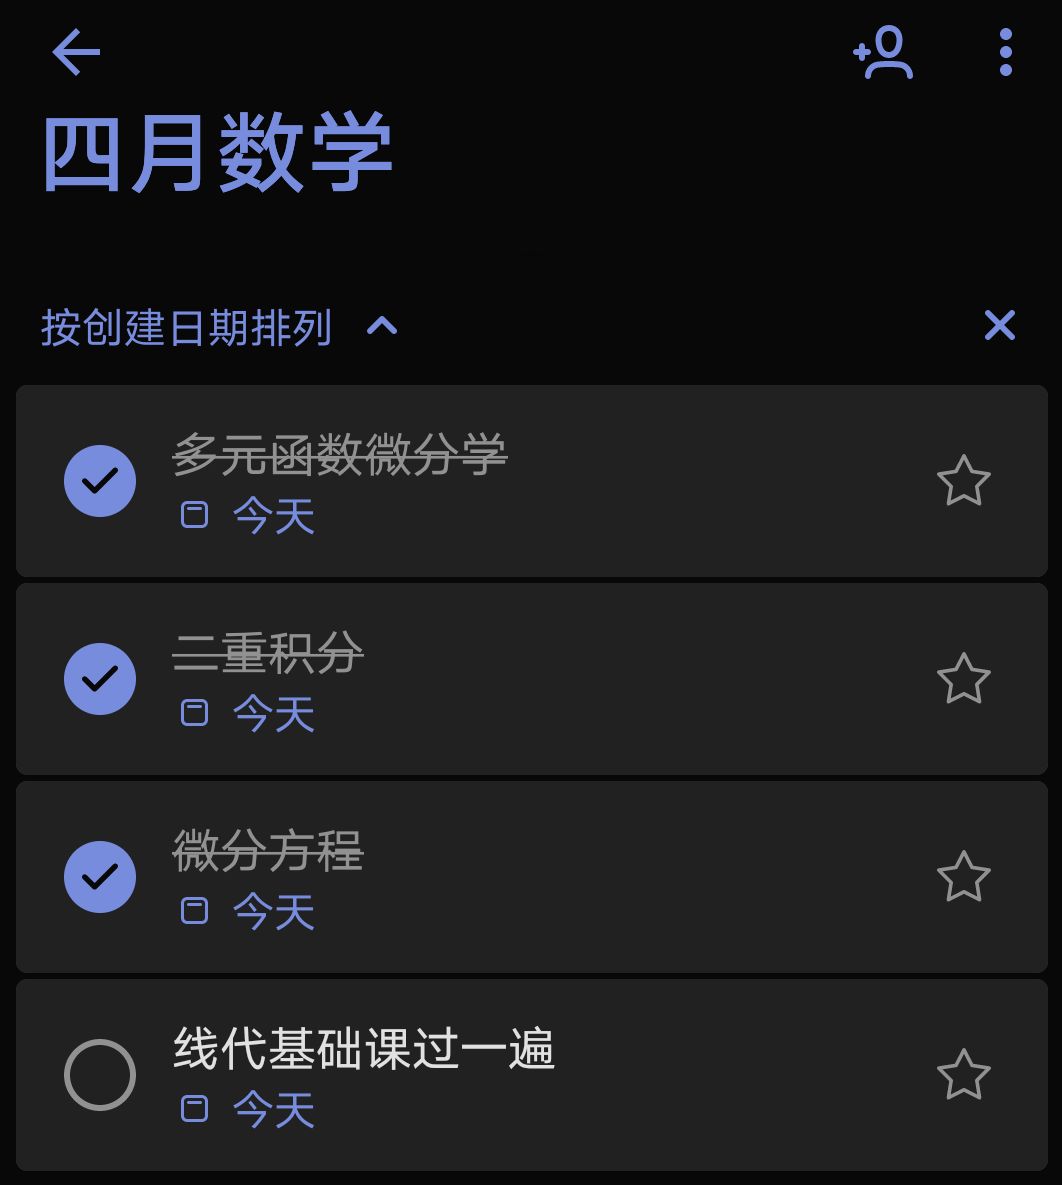 四月数学
按创建日期排列
多元函数微分学
今天
二重积分
今天
微分方程
今天
线代基础课过一遍
今天